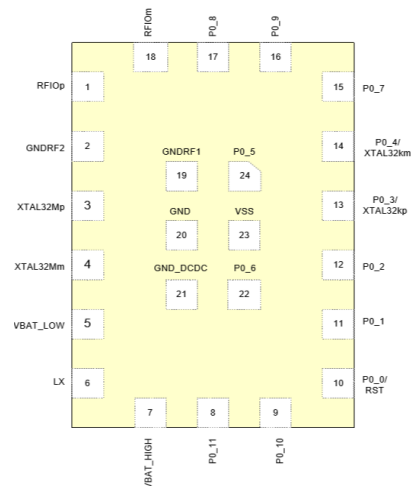 RFIOm
P0_8
P0_9
18
17
16
RFIOp
1
15
P0_7
GNDRF2
2
14
P0_4/
XTAL32km
GNDRF1
P0_5
19
24
XTAL32Mp
3
13
P0_3/
XTAL32kp
GND
VSS
20
23
XTAL32Mm
4
12
P0_2
GND_DCDC
P0_6
21
22
VBAT_LOW
5
11
P0_1
LX
6
10
P0_0/
RST
7
8
9
VBAT_HIGH
P0_11
P0_10